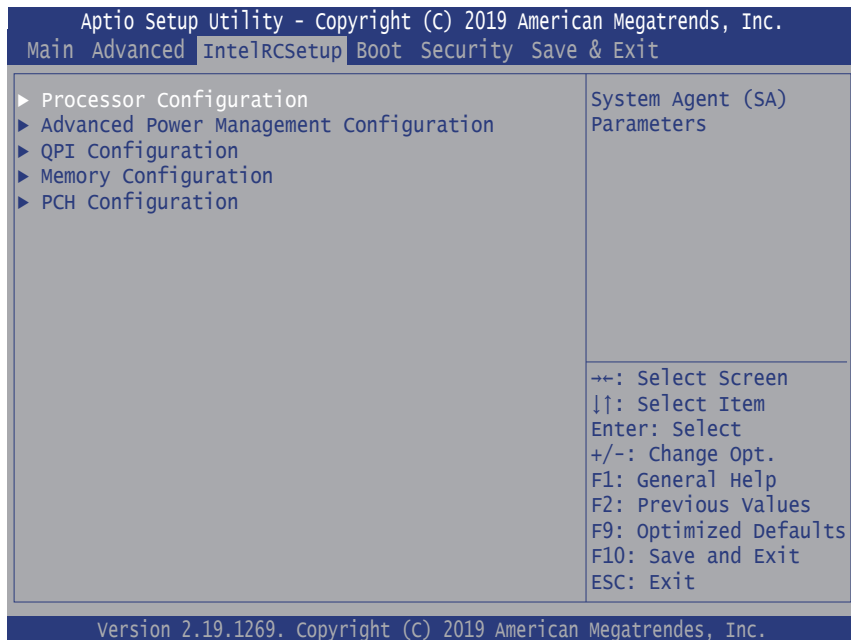 Aptio Setup Utility - Copyright (C) 2019 American Megatrends, Inc.
Main Advanced IntelRCSetup Boot Security Save & Exit
▶ Processor Configuration
▶ Advanced Power Management Configuration
▶ QPI Configuration
▶ Memory Configuration
▶ PCH Configuration
System Agent (SA)
Parameters
→←: Select Screen
↓↑: Select Item
Enter: Select
+/-: Change Opt.
F1: General Help
F2: Previous Values
F9: Optimized Defaults
F10: Save and Exit
ESC: Exit
Version 2.19.1269. Copyright (C) 2019 American Megatrendes, Inc.